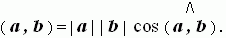 (a, b) = |a| |b| cos (a^, b).